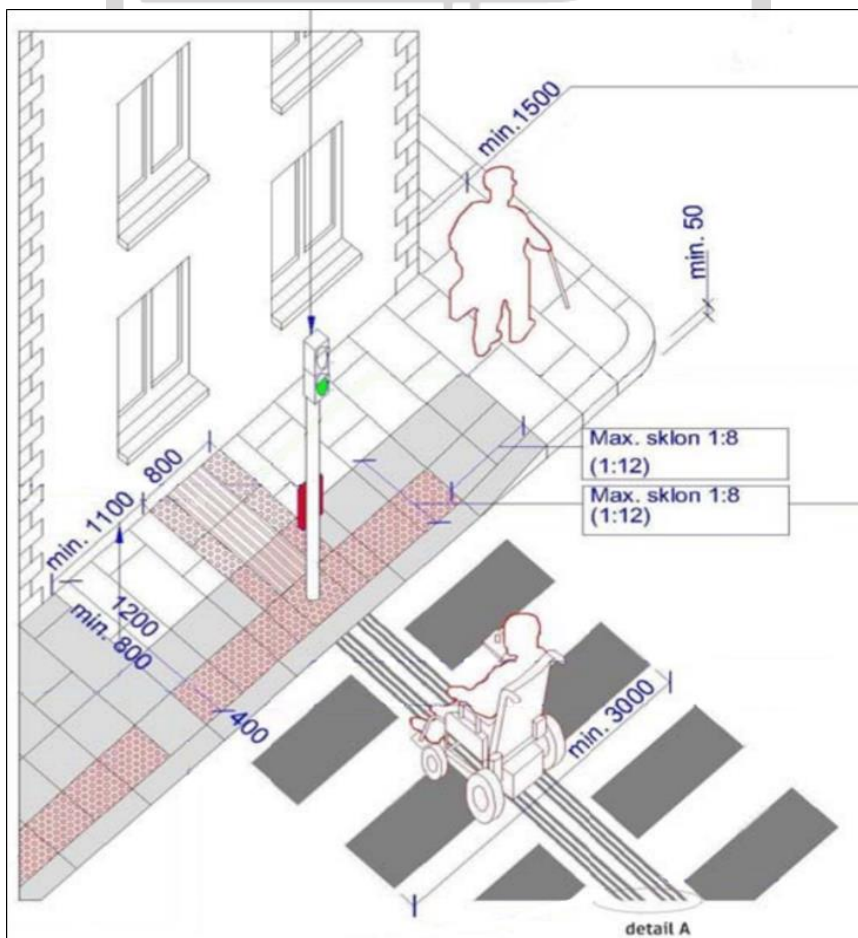 min. 1500
min. 50
Max. sklon 1:8
(1:12)
Max. sklon 1:8
(1:12)
800
min. 1100
1200
min. 800
400
min. 3000
detail A